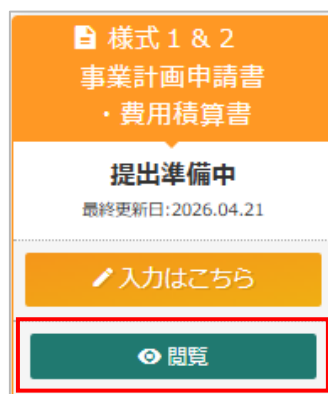 様式1＆2
事業計画申請書
・費用積算書
提出準備中
最終更新日:2026.04.21
入力はこちら
閲覧